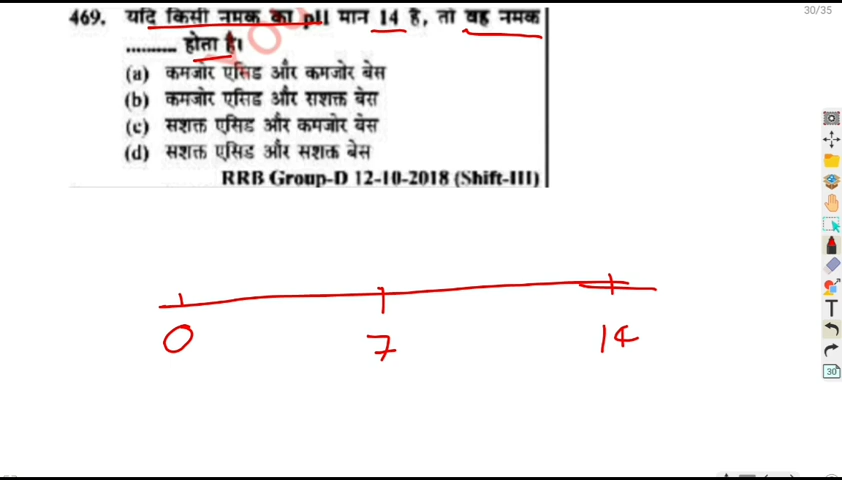 30/35
469. यदि किसी नमक का pH मान 14 है, तो वह नमक
.......... होता है।
(a) कमजोर एसिड और कमजोर बेस
(b) कमजोर एसिड और सशक्त बेस
(c) सशक्त एसिड और कमजोर बेस
(d) सशक्त एसिड और सशक्त बेस
RRB Group-D 12-10-2018 (Shift-III)
0 7 14
30